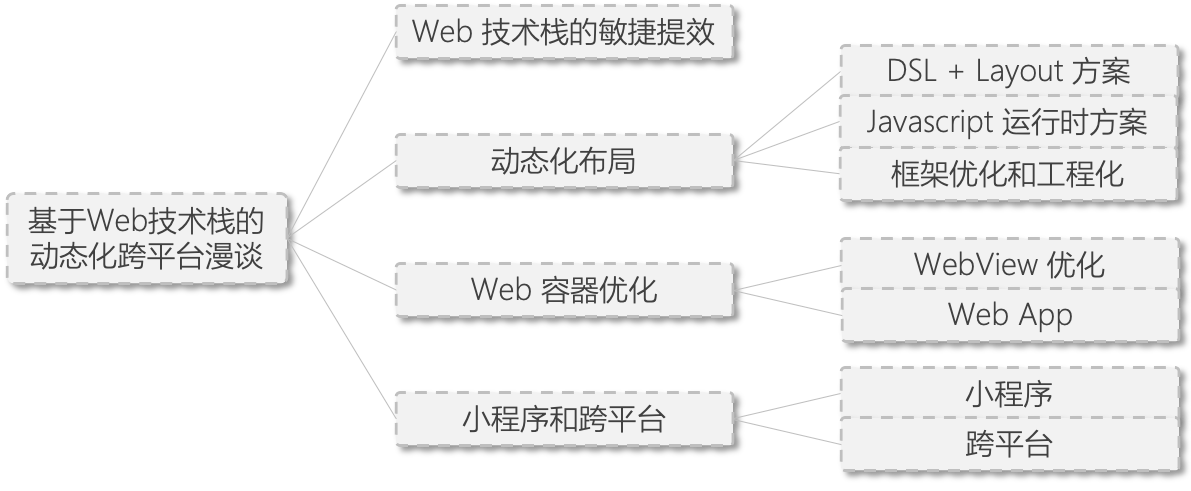 基于Web技术栈的
动态化跨平台漫谈
Web 技术栈的敏捷提效
动态化布局
DSL + Layout 方案
Javascript 运行时方案
框架优化和工程化
Web 容器优化
WebView 优化
Web App
小程序和跨平台
小程序
跨平台